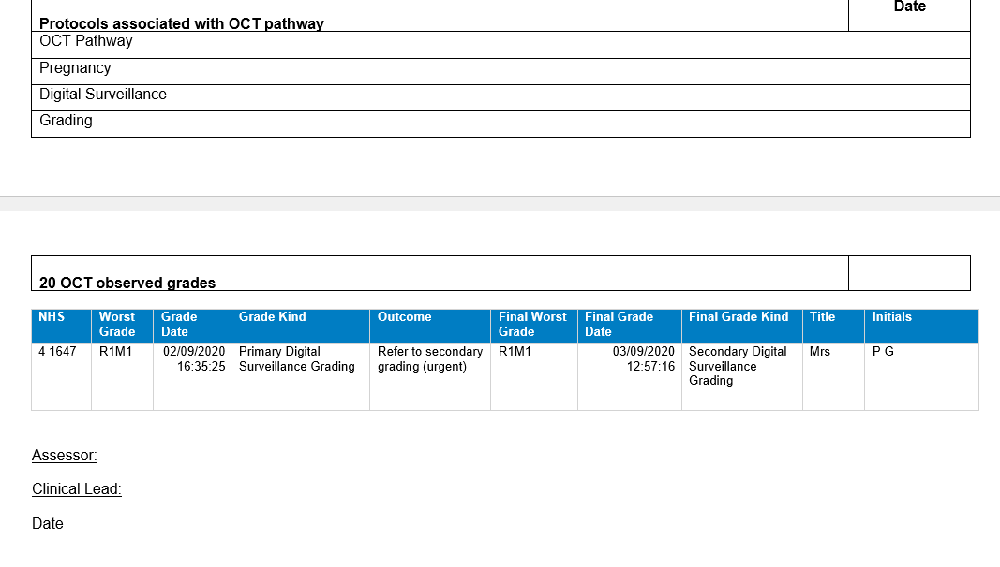 Date
Protocols associated with OCT pathway
OCT Pathway
Pregnancy
Digital Surveillance
Grading
20 OCT observed grades
NHS Worst Grade Grade Date Grade Kind Outcome Final Worst Grade Final Grade Date Final Grade Kind Title Initials
4 1647 R1M1 02/09/2020 16:35:25 Primary Digital Surveillance Grading Refer to secondary grading (urgent) R1M1 03/09/2020 12:57:16 Secondary Digital Surveillance Grading Mrs P G
Assessor:
Clinical Lead:
Date